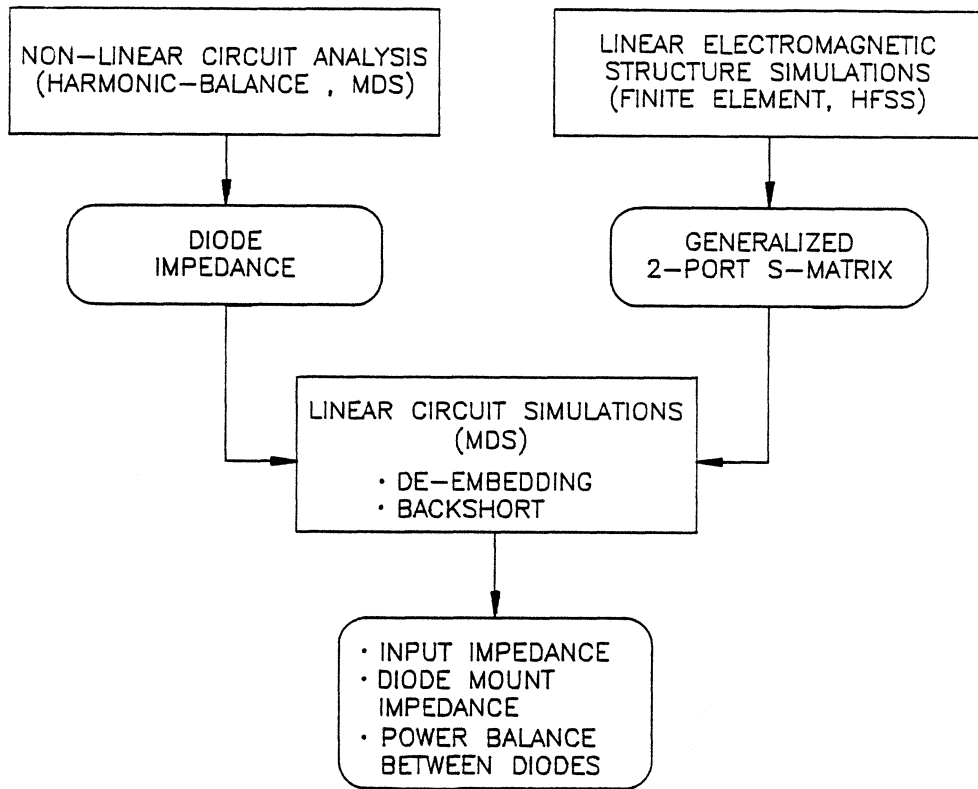 NON-LINEAR CIRCUIT ANALYSIS
(HARMONIC-BALANCE , MDS)
LINEAR ELECTROMAGNETIC
STRUCTURE SIMULATIONS
(FINITE ELEMENT, HFSS)
DIODE
IMPEDANCE
GENERALIZED
2-PORT S-MATRIX
LINEAR CIRCUIT SIMULATIONS
(MDS)
· DE-EMBEDDING
· BACKSHORT
· INPUT IMPEDANCE
· DIODE MOUNT
IMPEDANCE
· POWER BALANCE
BETWEEN DIODES